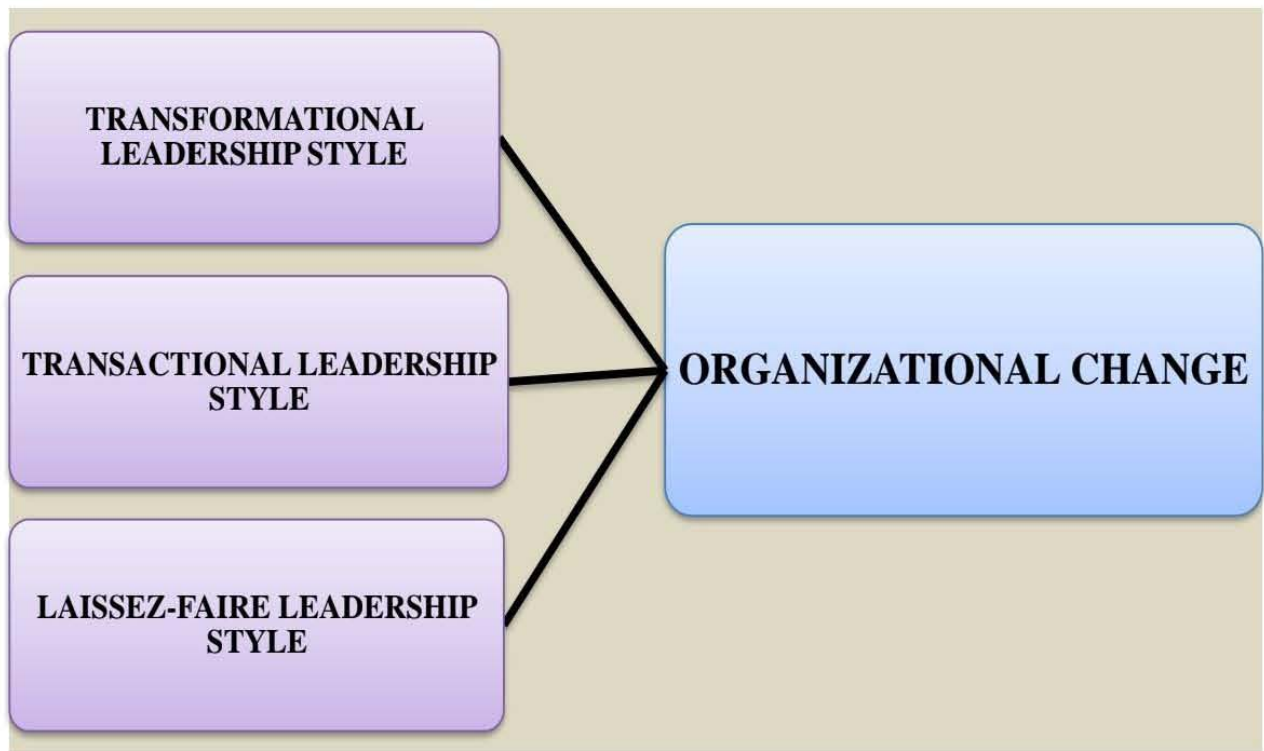 TRANSFORMATIONAL
LEADERSHIP STYLE
TRANSACTIONAL LEADERSHIP
STYLE
LAISSEZ-FAIRE LEADERSHIP
STYLE
ORGANIZATIONAL CHANGE